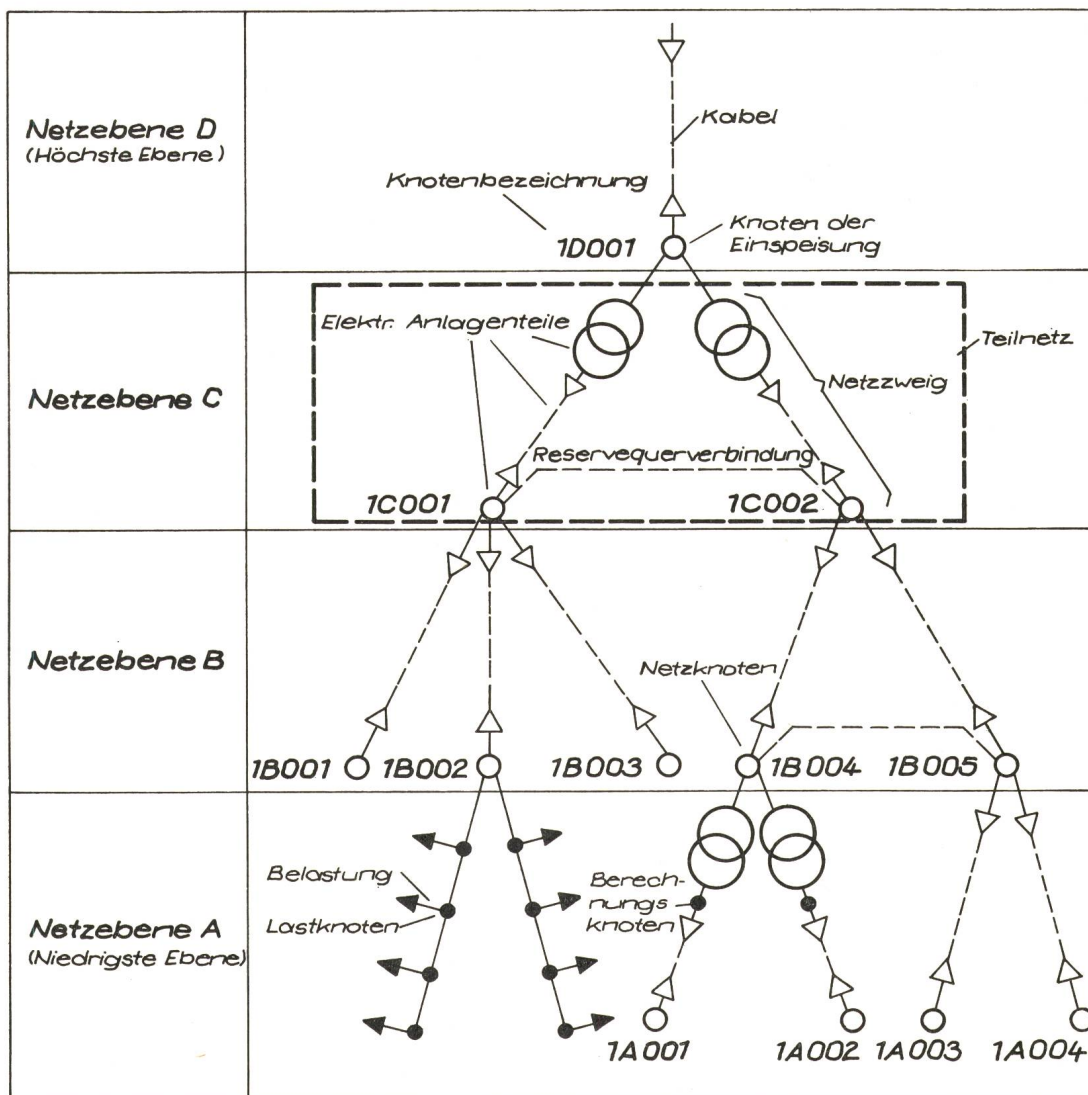 Netzebene D
(Höchste Ebene)
Kabel
Knotenbezeichnung
1D001
Knoten der
Einspeisung
Netzebene C
Elektr. Anlagenteile
Teilnetz
Netzzweig
Reservequerverbindung
1C001
1C002
Netzebene B
Netzknoten
1B001
1B002
1B003
1B004
1B005
Netzebene A
(Niedrigste Ebene)
Belastung
Lastknoten
Berech-
nungs
knoten
1A001
1A002
1A003
1A004